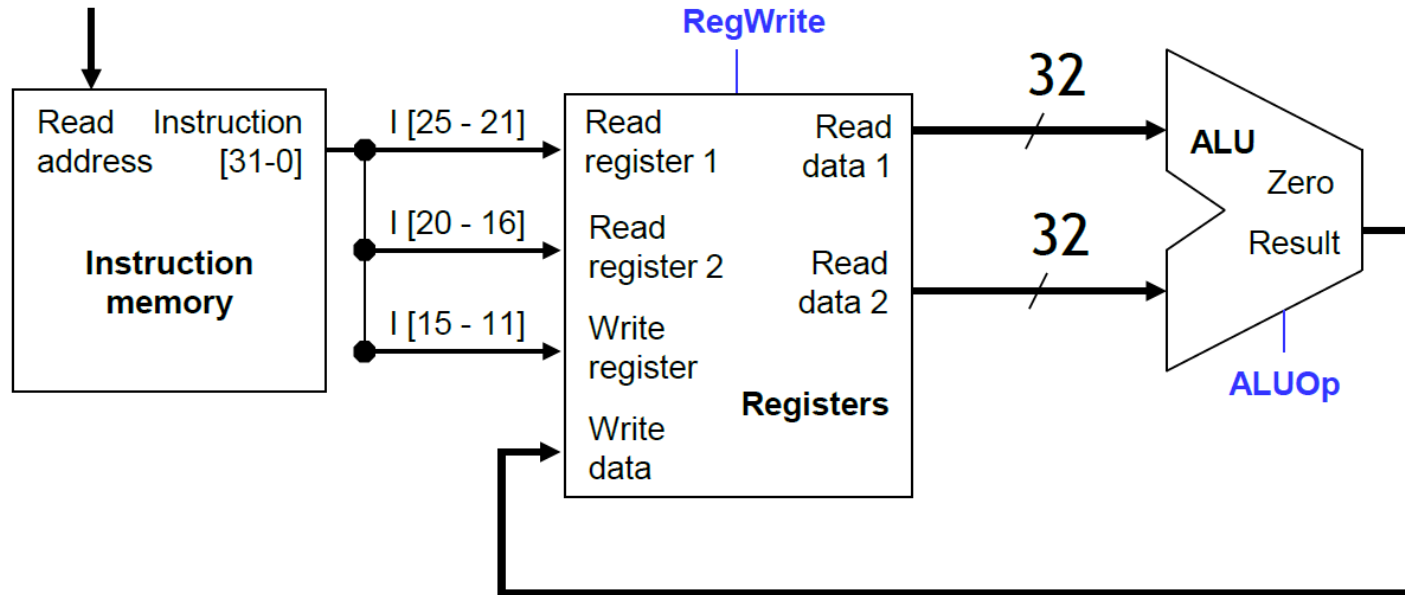 RegWrite
Read Instruction
address [31-0]
Instruction
memory
I [25 - 21]
I [20 - 16]
I [15 - 11]
Read
register 1
Read
data 1
Read
register 2
Read
data 2
Write
register
Registers
Write
data
32
32
ALU
Zero
Result
ALUOp